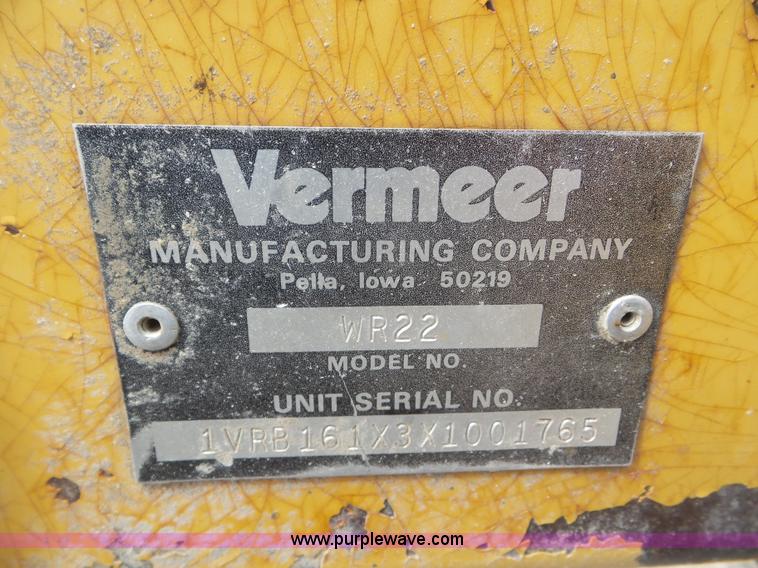 Vermeer
MANUFACTURING COMPANY
Pella, Iowa 50219
WR22
MODEL NO.
UNIT SERIAL NO.
1VRB161X3X1001765
www.purplewave.com